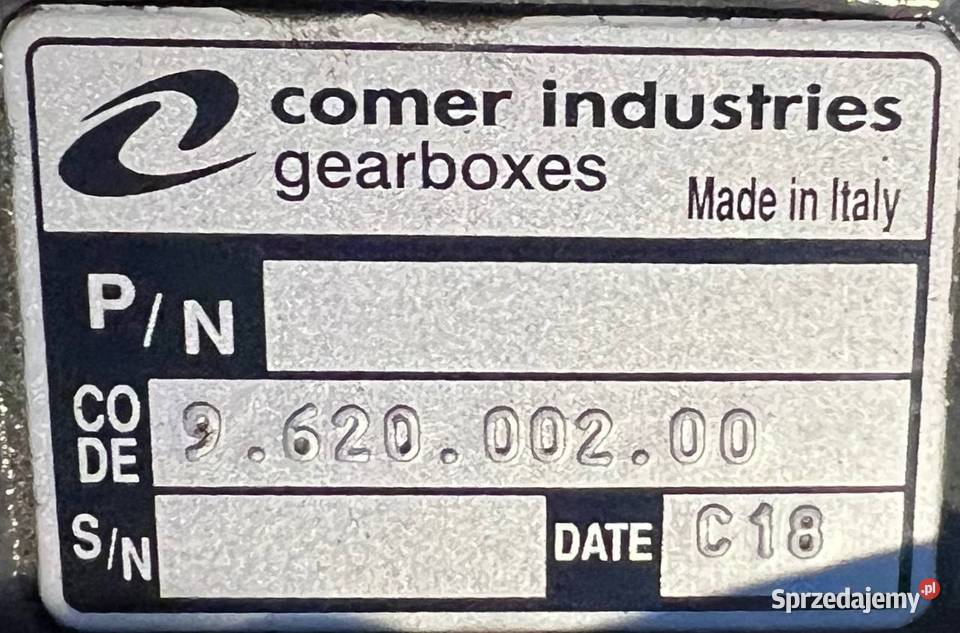 comer industries
gearboxes
Made in Italy
P/N
CODE 9.620.002.00
S/N DATE C18
Sprzedajemy.pl